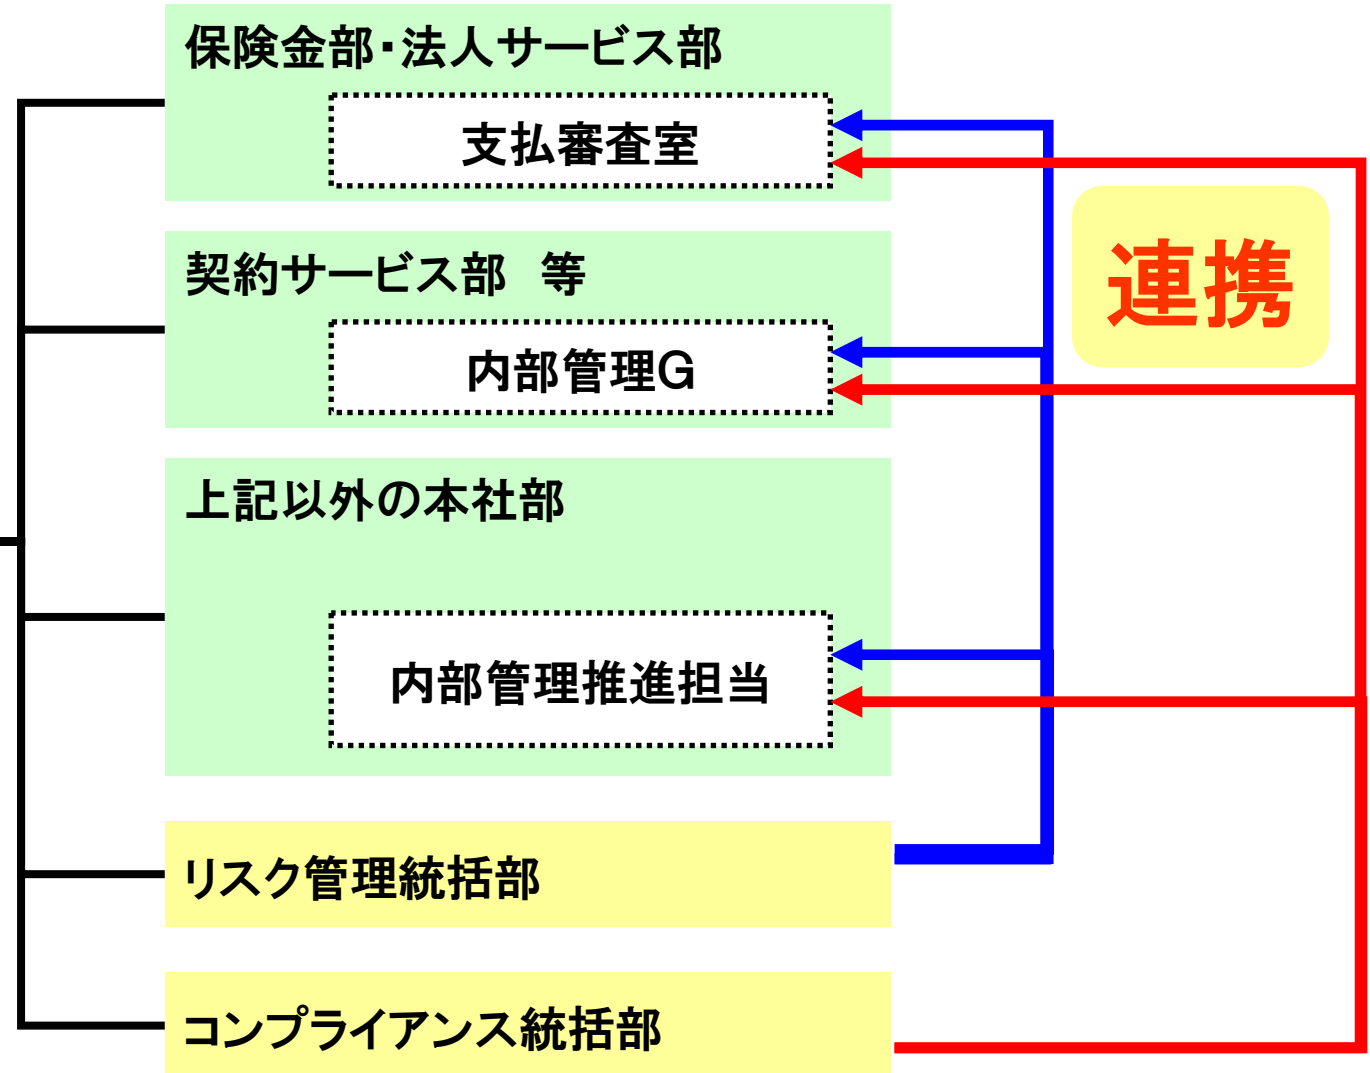 保険金部・法人サービス部
支払審査室
連携
契約サービス部　等
内部管理G
上記以外の本社部
内部管理推進担当
リスク管理統括部
コンプライアンス統括部